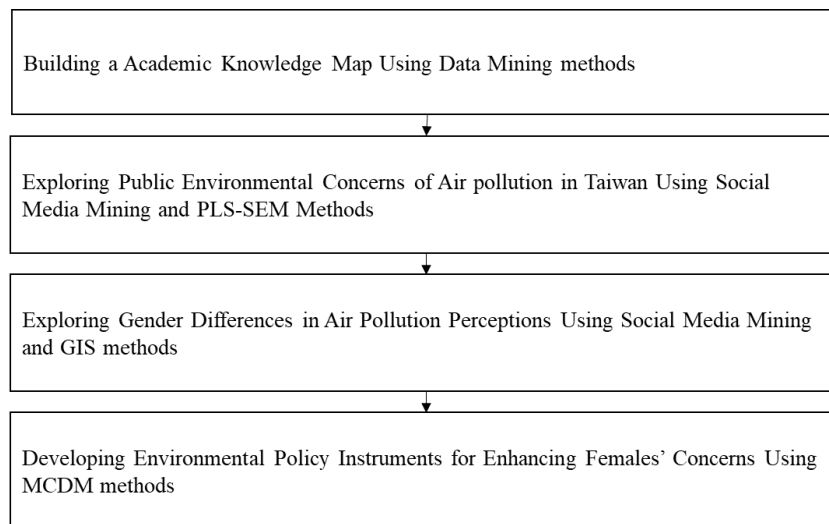 Building a Academic Knowledge Map Using Data Mining methods
Exploring Public Environmental Concerns of Air pollution in Taiwan Using Social
Media Mining and PLS-SEM Methods
Exploring Gender Differences in Air Pollution Perceptions Using Social Media Mining
and GIS methods
Developing Environmental Policy Instruments for Enhancing Females’ Concerns Using
MCDM methods